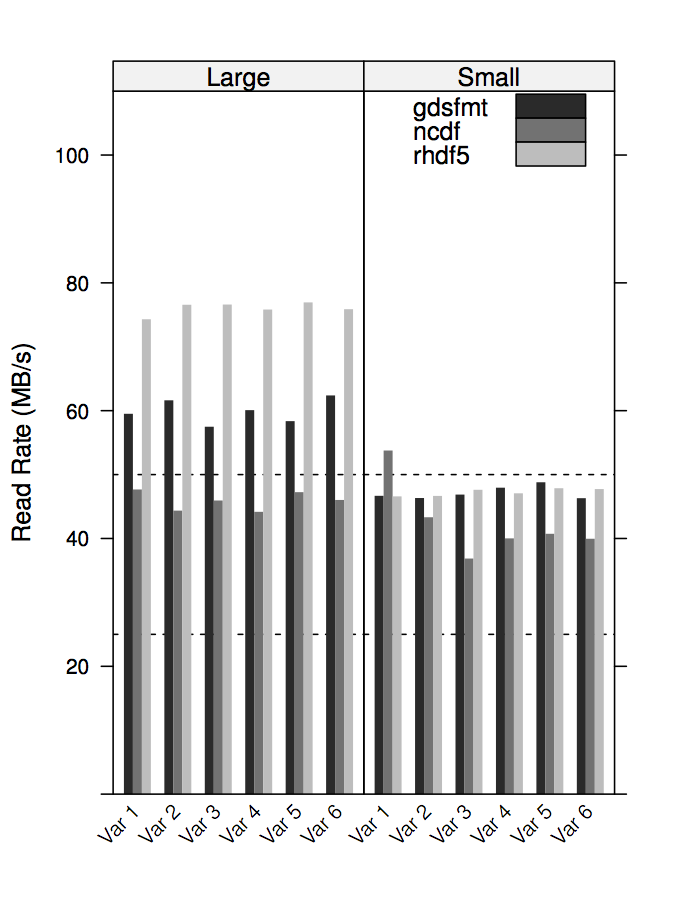 Large Small
gdsfmt
ncdf
rhdf5
100
80
60
40
20
Read Rate (MB/s)
Var 1 Var 2 Var 3 Var 4 Var 5 Var 6 Var 1 Var 2 Var 3 Var 4 Var 5 Var 6